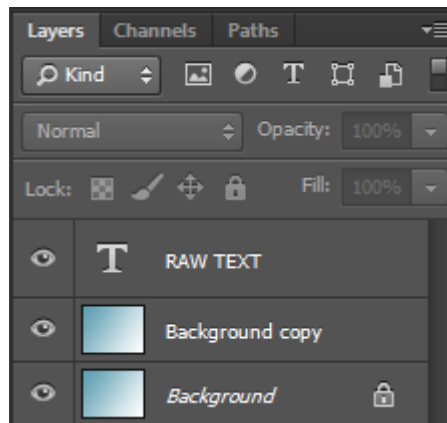 Layers Channels Paths
Kind T
Normal Opacity: 100%
Lock: Fill: 100%
T RAW TEXT
Background copy
Background